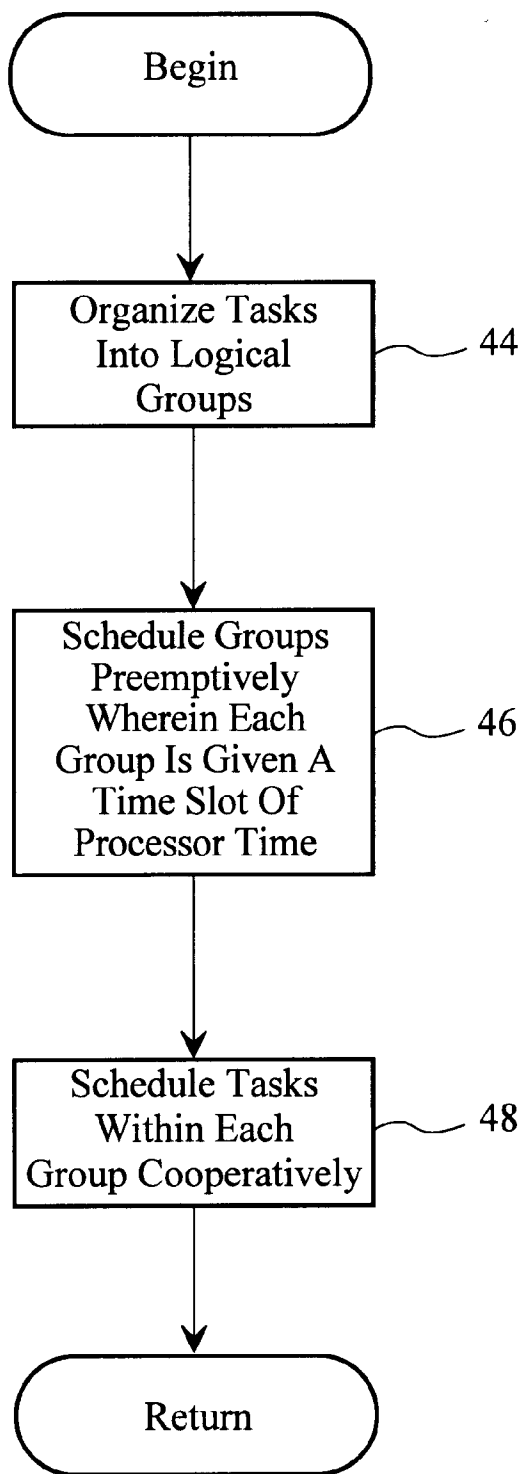 Begin
Organize Tasks
Into Logical
Groups
44
Schedule Groups
Preemptively
Wherein Each
Group Is Given A
Time Slot Of
Processor Time
46
Schedule Tasks
Within Each
Group Cooperatively
48
Return